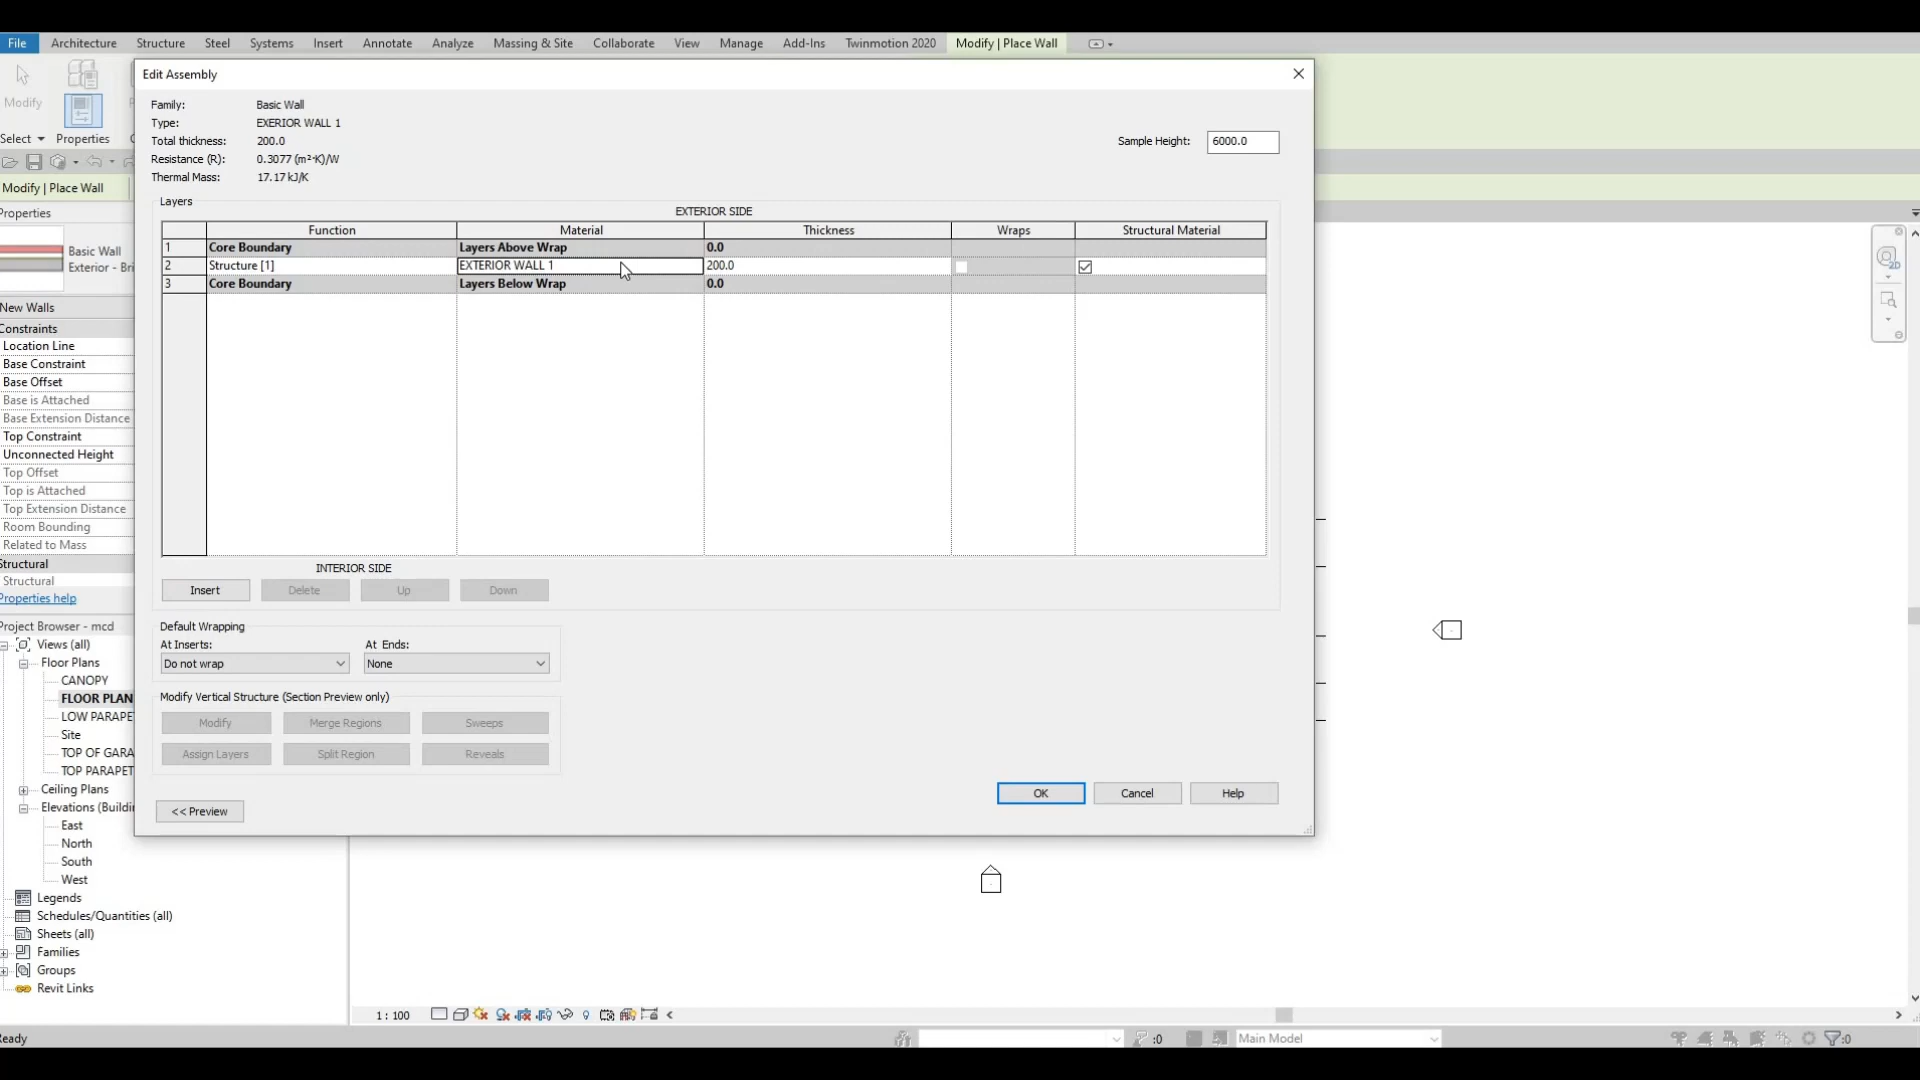 File Architecture Structure Steel Systems Insert Annotate Analyze Massing & Site Collaborate View Manage Add-Ins Twinmotion 2020 Modify | Place Wall
Modify
Select Properties
Modify | Place Wall
Properties
Basic Wall
Exterior - Bri
New Walls
Constraints
Location Line
Base Constraint
Base Offset
Base is Attached
Base Extension Distance
Top Constraint
Unconnected Height
Top Offset
Top is Attached
Top Extension Distance
Room Bounding
Related to Mass
Structural
Structural
Properties help
Project Browser - mcd
Views (all)
Floor Plans
CANOPY
FLOOR PLAN
LOW PARAPE
Site
TOP OF GARA
TOP PARAPET
Ceiling Plans
Elevations (Buildin
East
North
South
West
Legends
Schedules/Quantities (all)
Sheets (all)
Families
Groups
Revit Links
Edit Assembly
Family: Basic Wall
Type: EXERIOR WALL 1
Total thickness: 200.0
Resistance (R): 0.3077 (m²·K)/W
Thermal Mass: 17.17 kJ/K
Sample Height: 6000.0
Layers
EXTERIOR SIDE
Function Material Thickness Wraps Structural Material
1 Core Boundary Layers Above Wrap 0.0
2 Structure [1] EXTERIOR WALL 1 200.0
3 Core Boundary Layers Below Wrap 0.0
INTERIOR SIDE
Insert Delete Up Down
Default Wrapping
At Inserts: At Ends:
Do not wrap None
Modify Vertical Structure (Section Preview only)
Modify Merge Regions Sweeps
Assign Layers Split Region Reveals
<< Preview
OK Cancel Help
2D
1 : 100
Ready
:0
Main Model
:0